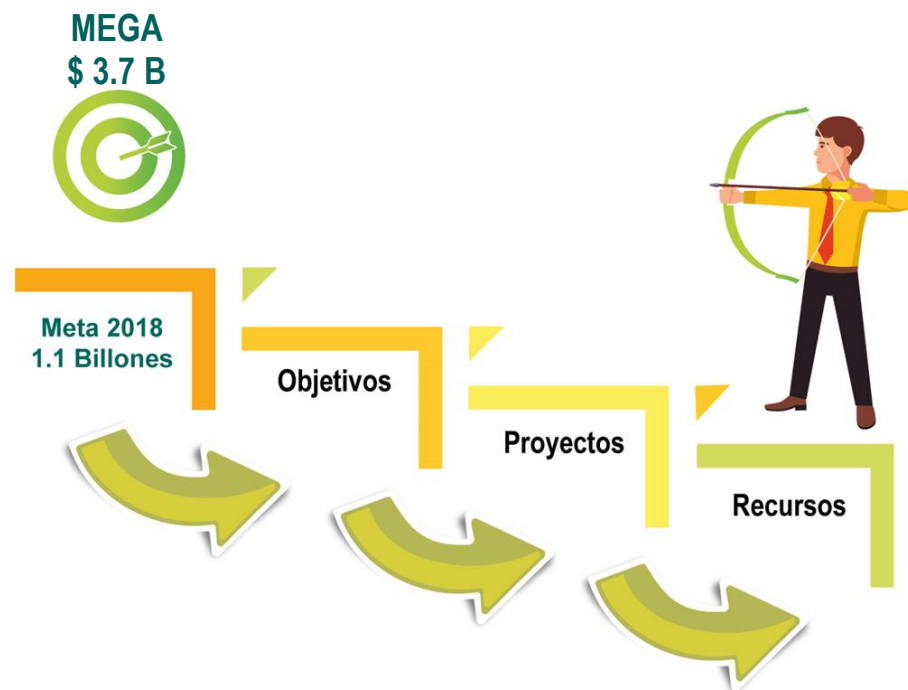 MEGA
$ 3.7 B
Meta 2018
1.1 Billones
Objetivos
Proyectos
Recursos